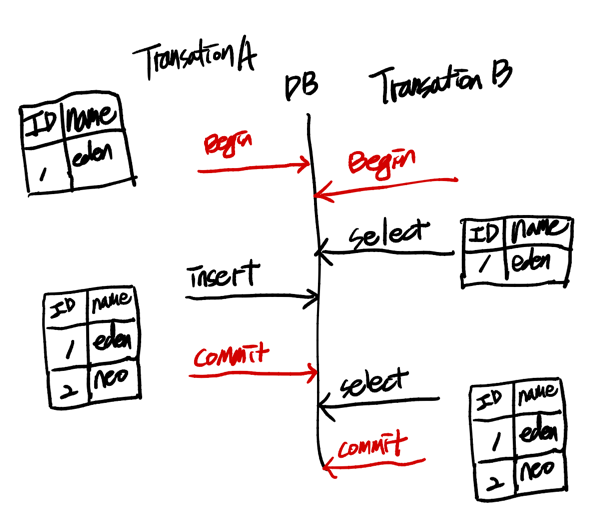 Transation A
DB
Transation B
ID name
1 eden
Begin
Begin
select
ID name
1 eden
insert
ID name
1 eden
2 neo
commit
select
ID name
1 eden
2 neo
commit